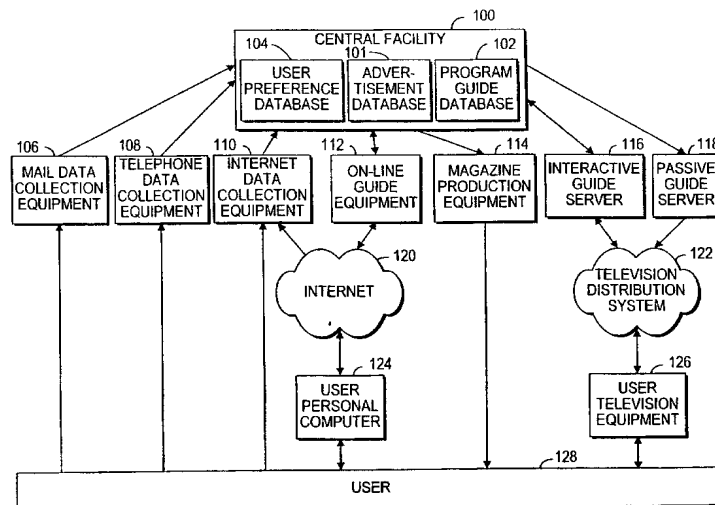 100
CENTRAL FACILITY
104
USER
PREFERENCE
DATABASE
101
ADVER-
TISEMENT
DATABASE
102
PROGRAM
GUIDE
DATABASE
106
MAIL DATA
COLLECTION
EQUIPMENT
108
TELEPHONE
DATA
COLLECTION
EQUIPMENT
110
INTERNET
DATA
COLLECTION
EQUIPMENT
112
ON-LINE
GUIDE
EQUIPMENT
114
MAGAZINE
PRODUCTION
EQUIPMENT
116
INTERACTIVE
GUIDE
SERVER
118
PASSIVE
GUIDE
SERVER
120
INTERNET
122
TELEVISION
DISTRIBUTION
SYSTEM
124
USER
PERSONAL
COMPUTER
126
USER
TELEVISION
EQUIPMENT
128
USER